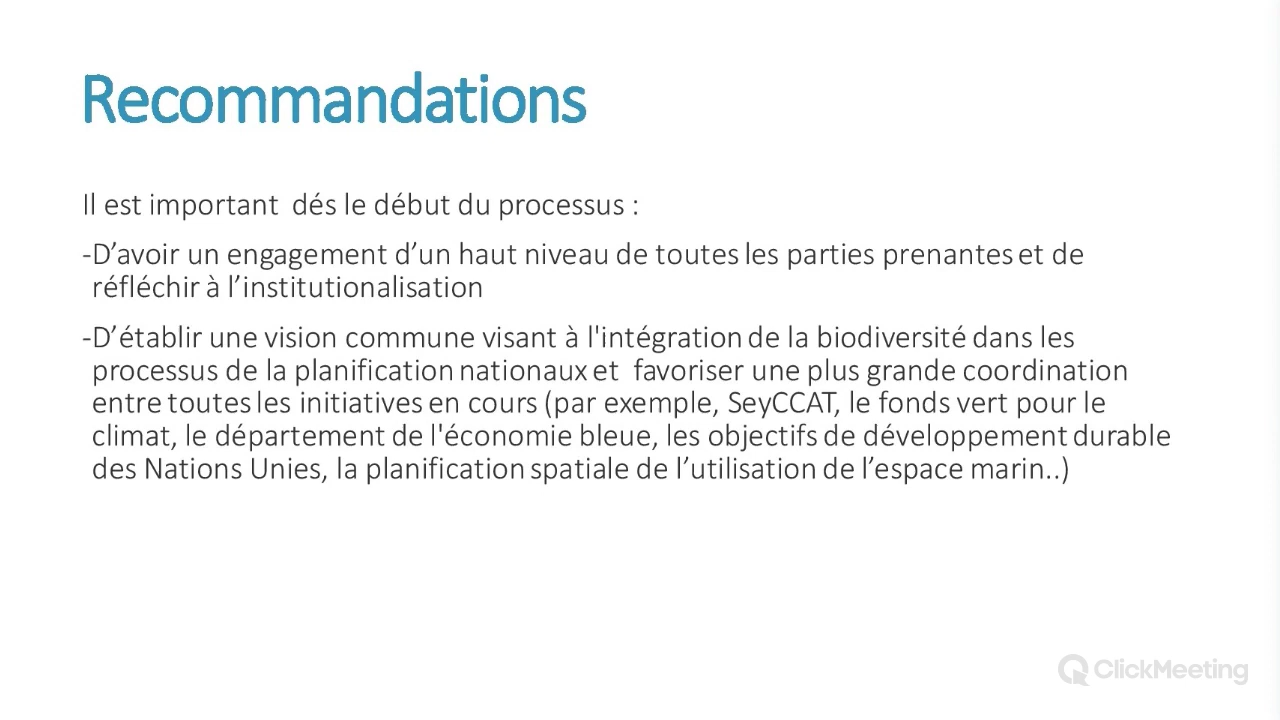 Recommandations
Il est important  dés le début du processus :
-D’avoir un engagement d’un haut niveau de toutes les parties prenantes et de
réfléchir à l’institutionalisation
-D’établir une vision commune visant à l'intégration de la biodiversité dans les
processus de la planification nationaux et  favoriser une plus grande coordination
entre toutes les initiatives en cours (par exemple, SeyCCAT, le fonds vert pour le
climat, le département de l'économie bleue, les objectifs de développement durable
des Nations Unies, la planification spatiale de l’utilisation de l’espace marin..)
ClickMeeting